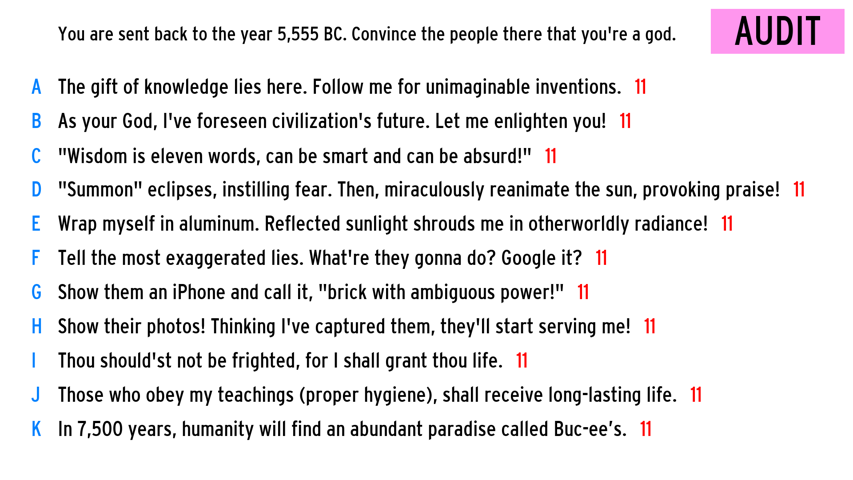 You are sent back to the year 5,555 BC. Convince the people there that you're a god.
AUDIT
A The gift of knowledge lies here. Follow me for unimaginable inventions. 11
B As your God, I've foreseen civilization's future. Let me enlighten you! 11
C "Wisdom is eleven words, can be smart and can be absurd!" 11
D "Summon" eclipses, instilling fear. Then, miraculously reanimate the sun, provoking praise! 11
E Wrap myself in aluminum. Reflected sunlight shrouds me in otherworldly radiance! 11
F Tell the most exaggerated lies. What're they gonna do? Google it? 11
G Show them an iPhone and call it, "brick with ambiguous power!" 11
H Show their photos! Thinking I've captured them, they'll start serving me! 11
I Thou should'st not be frighted, for I shall grant thou life. 11
J Those who obey my teachings (proper hygiene), shall receive long-lasting life. 11
K In 7,500 years, humanity will find an abundant paradise called Buc-ee’s. 11